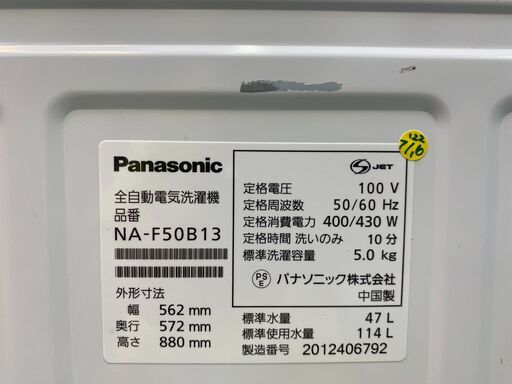 122
7/16
Panasonic
S JET
全自動電気洗濯機
品番
NA-F50B13
外形寸法
幅 562 mm
奥行 572 mm
高さ 880 mm
定格電圧 100 V
定格周波数 50/60 Hz
定格消費電力 400/430 W
定格時間 洗いのみ 10分
標準洗濯容量 5.0 kg
PSE パナソニック株式会社
中国製
標準水量 47 L
標準使用水量 114 L
製造番号 2012406792